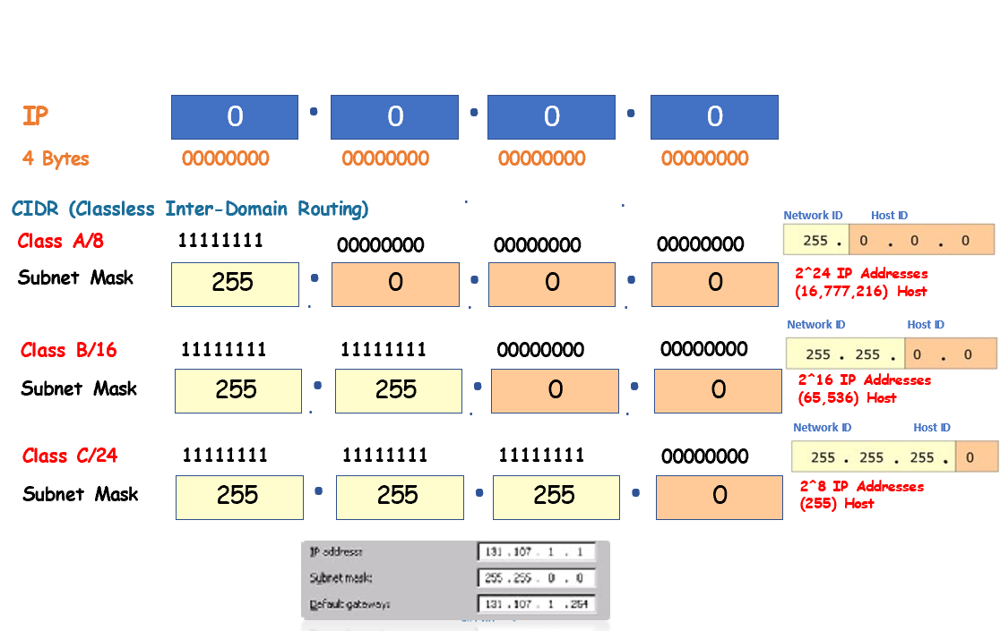 IP 0 . 0 . 0 . 0
4 Bytes 00000000 00000000 00000000 00000000
CIDR (Classless Inter-Domain Routing)
Network ID Host ID
Class A/8 11111111 00000000 00000000 00000000
255 . 0 . 0 . 0
Subnet Mask 255 . 0 . 0 . 0
2^24 IP Addresses
(16,777,216) Host
Network ID Host ID
Class B/16 11111111 11111111 00000000 00000000
255 . 255 . 0 . 0
Subnet Mask 255 . 255 . 0 . 0
2^16 IP Addresses
(65,536) Host
Network ID Host ID
Class C/24 11111111 11111111 11111111 00000000
255 . 255 . 255 . 0
Subnet Mask 255 . 255 . 255 . 0
2^8 IP Addresses
(255) Host
IP address: 131 .107 . 1 . 1
Subnet mask: 255 .255 . 0 . 0
Default gateway: 131 .107 . 1 .254